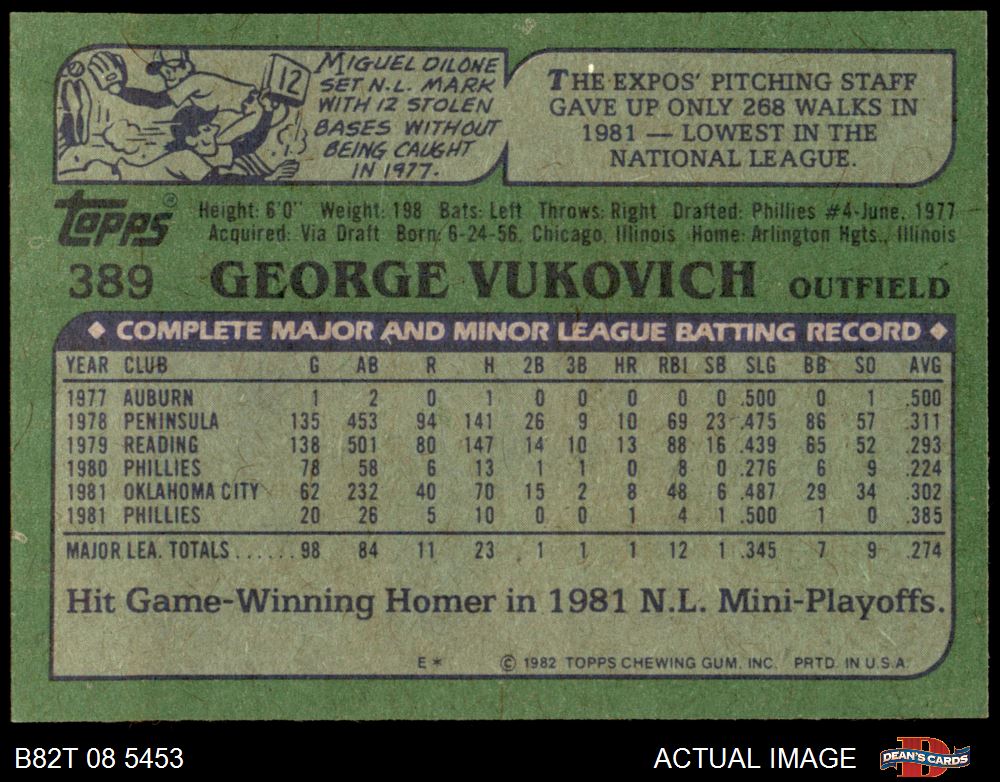 12
MIGUEL DILONE
SET N.L. MARK
WITH 12 STOLEN
BASES WITHOUT
BEING CAUGHT
IN 1977.
THE EXPOS' PITCHING STAFF
GAVE UP ONLY 268 WALKS IN
1981 — LOWEST IN THE
NATIONAL LEAGUE.
Topps®
Height: 6'0" Weight: 198 Bats: Left Throws: Right Drafted: Phillies #4-June, 1977
Acquired: Via Draft Born: 6-24-56, Chicago, Illinois Home: Arlington Hgts., Illinois
389 GEORGE VUKOVICH OUTFIELD
◆ COMPLETE MAJOR AND MINOR LEAGUE BATTING RECORD ◆
YEAR CLUB G AB R H 2B 3B HR RBI SB SLG BB SO AVG
1977 AUBURN 1 2 0 1 0 0 0 0 0 .500 0 1 .500
1978 PENINSULA 135 453 94 141 26 9 10 69 23 .475 86 57 .311
1979 READING 138 501 80 147 14 10 13 88 16 .439 65 52 .293
1980 PHILLIES 78 58 6 13 1 1 0 8 0 .276 6 9 .224
1981 OKLAHOMA CITY 62 232 40 70 15 2 8 48 6 .487 29 34 .302
1981 PHILLIES 20 26 5 10 0 0 1 4 1 .500 1 0 .385
MAJOR LEA. TOTALS ...... 98 84 11 23 1 1 1 12 1 .345 7 9 .274
Hit Game-Winning Homer in 1981 N.L. Mini-Playoffs.
E* © 1982 TOPPS CHEWING GUM, INC. PRTD. IN U.S.A.
B82T 08 5453 ACTUAL IMAGE DEAN'S CARDS